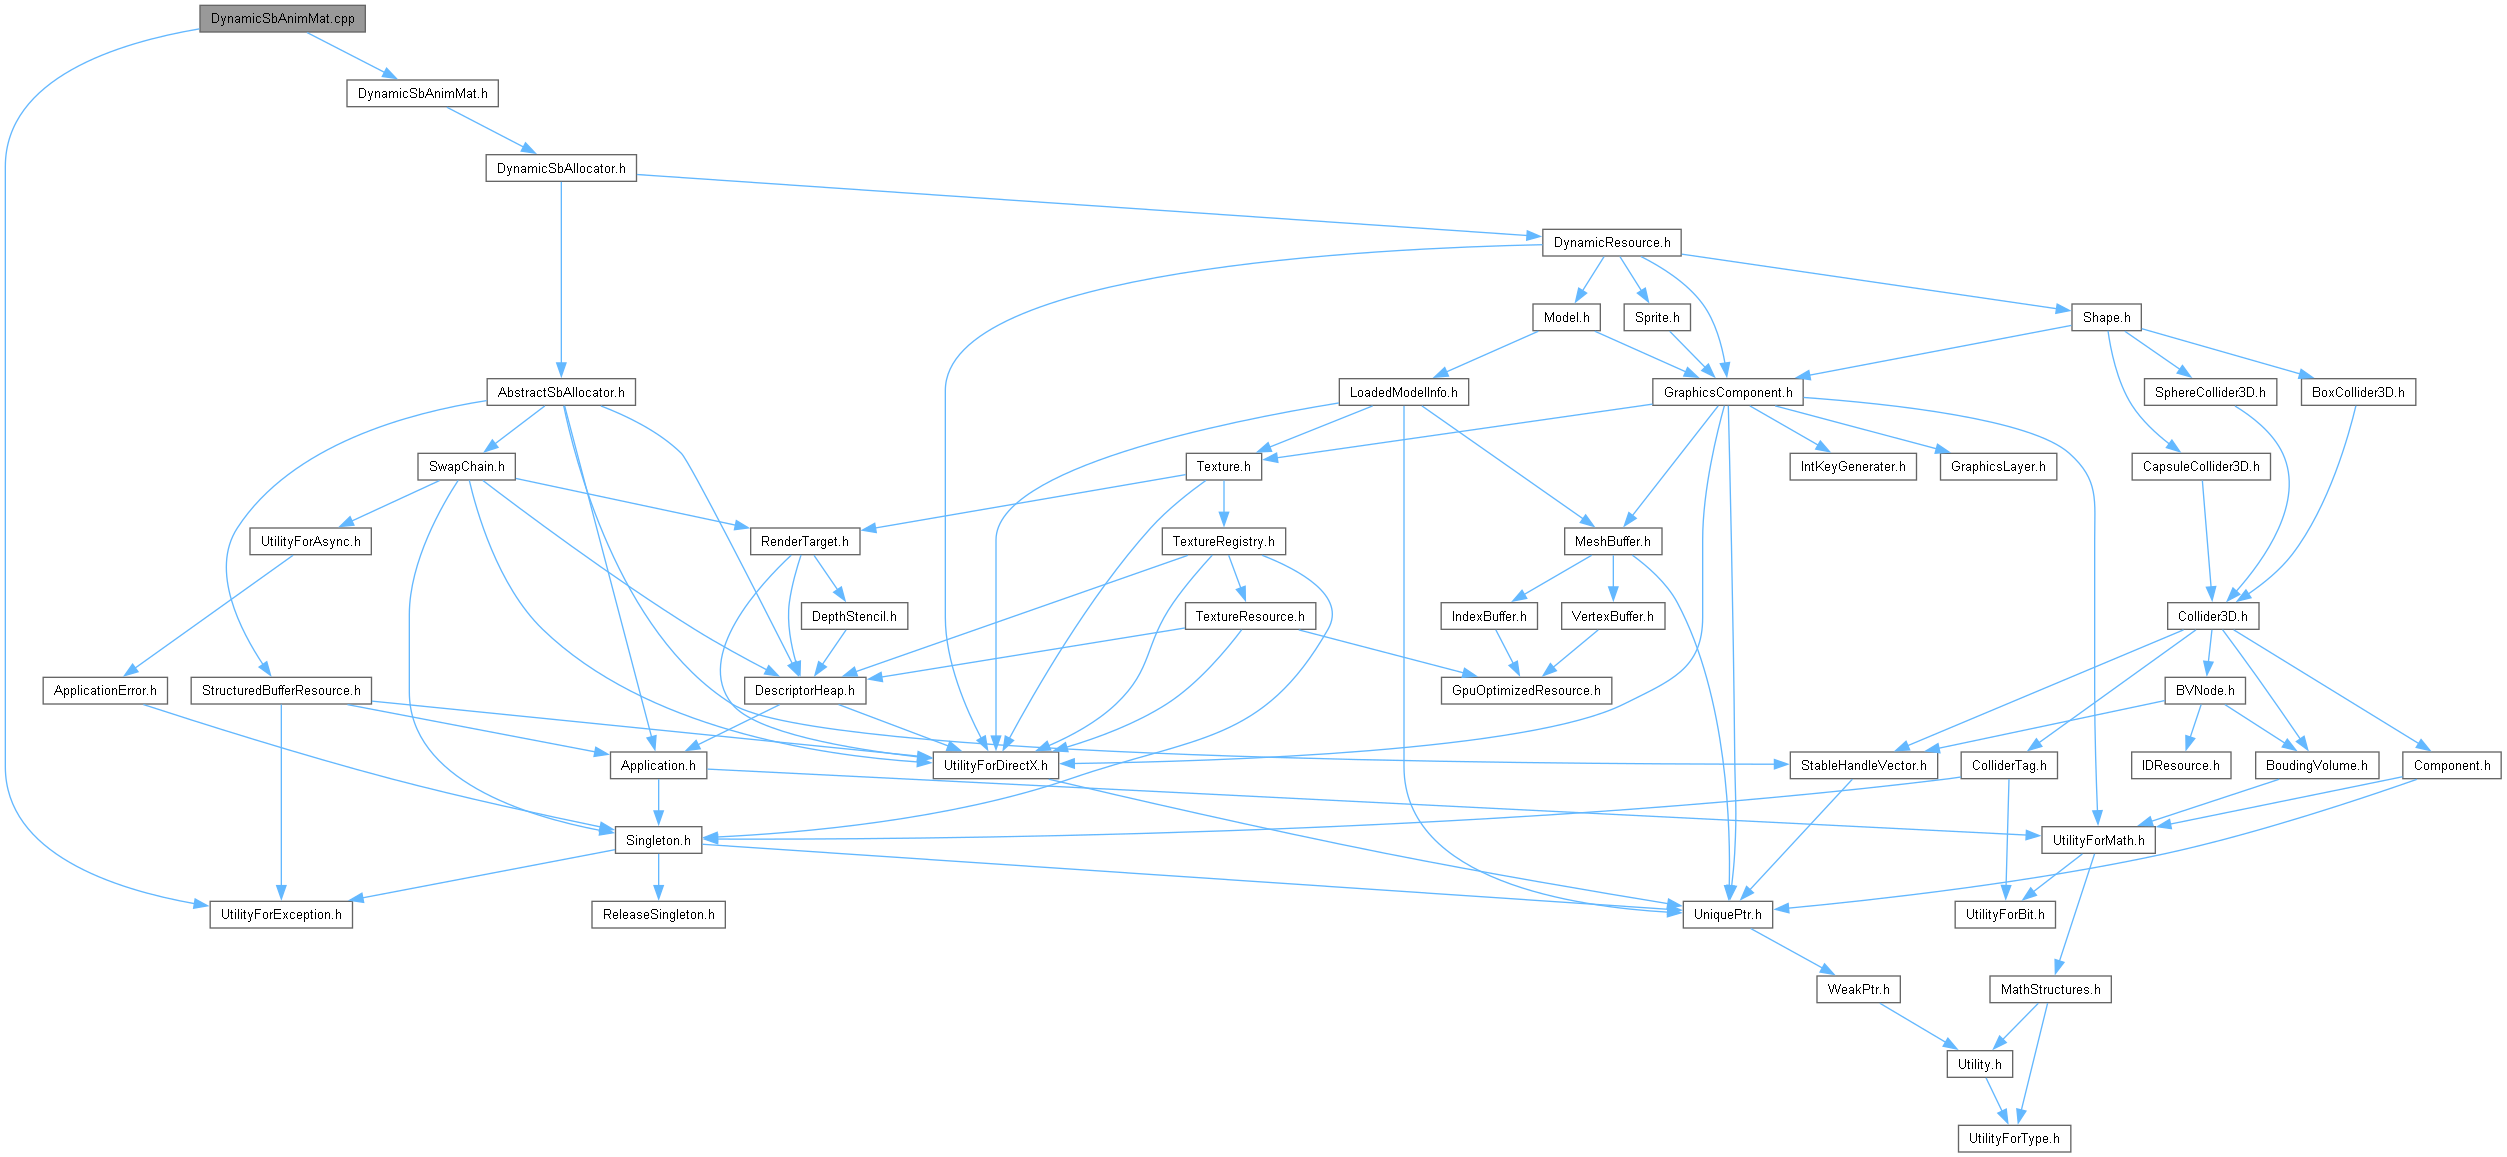 DynamicSbAnimMat.cpp
DynamicSbAnimMat.h
DynamicSbAllocator.h
DynamicResource.h
Model.h
Sprite.h
Shape.h
AbstractSbAllocator.h
LoadedModelInfo.h
GraphicsComponent.h
SphereCollider3D.h
BoxCollider3D.h
SwapChain.h
Texture.h
IntKeyGenerater.h
GraphicsLayer.h
CapsuleCollider3D.h
UtilityForAsync.h
RenderTarget.h
TextureRegistry.h
MeshBuffer.h
DepthStencil.h
TextureResource.h
IndexBuffer.h
VertexBuffer.h
Collider3D.h
ApplicationError.h
StructuredBufferResource.h
DescriptorHeap.h
GpuOptimizedResource.h
BVNode.h
Application.h
UtilityForDirectX.h
StableHandleVector.h
ColliderTag.h
IDResource.h
BoudingVolume.h
Component.h
Singleton.h
UtilityForMath.h
UtilityForException.h
ReleaseSingleton.h
UniquePtr.h
UtilityForBit.h
WeakPtr.h
MathStructures.h
Utility.h
UtilityForType.h